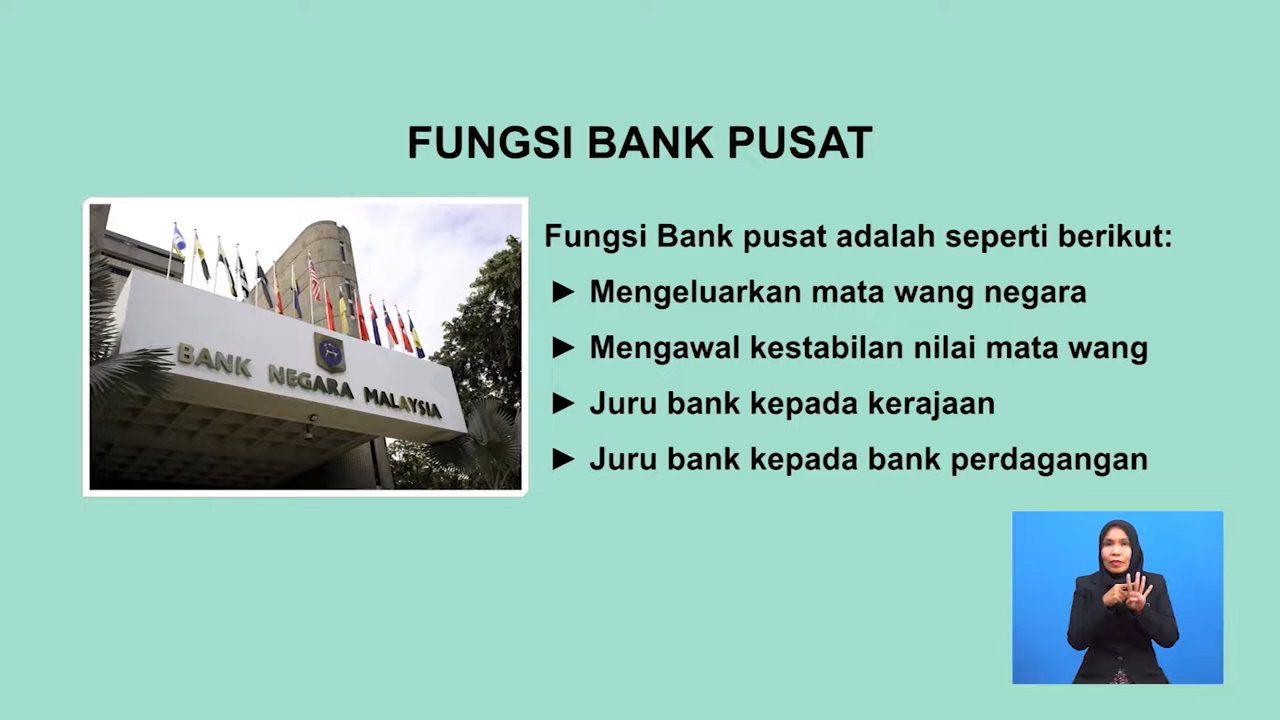 FUNGSI BANK PUSAT
BANK NEGARA MALAYSIA
Fungsi Bank pusat adalah seperti berikut:
► Mengeluarkan mata wang negara
► Mengawal kestabilan nilai mata wang
► Juru bank kepada kerajaan
► Juru bank kepada bank perdagangan